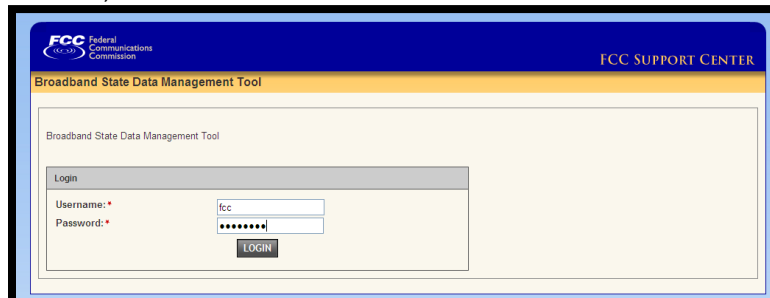 FCC Federal
Communications
Commission
FCC SUPPORT CENTER
Broadband State Data Management Tool
Broadband State Data Management Tool
Login
Username:*
fcc
Password:*
••••••••
LOGIN